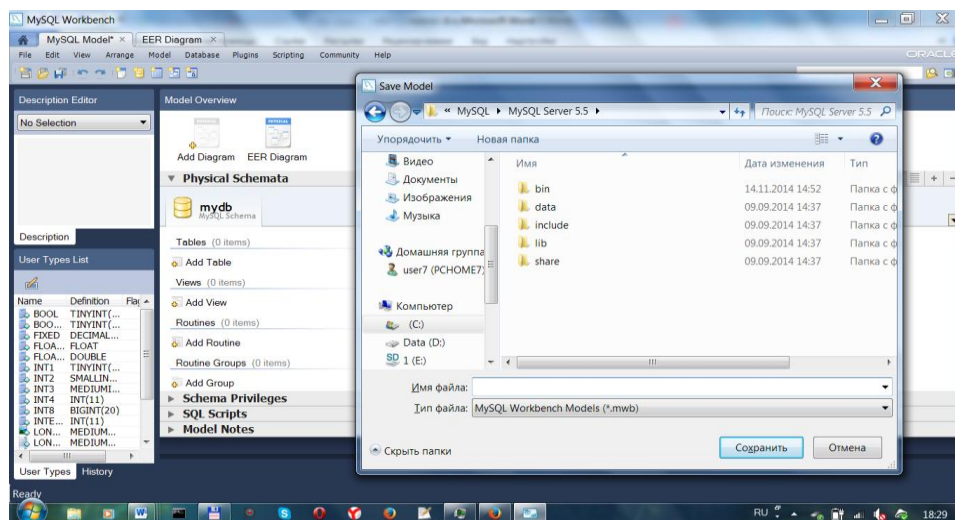 MySQL Workbench
MySQL Model* × EER Diagram ×
File Edit View Arrange Model Database Plugins Scripting Community Help
ORACLE
Description Editor
No Selection
Description
User Types List
Name Definition Flag
BOOL TINYINT(...
BOO... TINYINT(...
FIXED DECIMAL...
FLOA... FLOAT
FLOA... DOUBLE
INT1 TINYINT(...
INT2 SMALLIN...
INT3 MEDIUMI...
INT4 INT(11)
INT8 BIGINT(20)
INTE... INT(11)
LON... MEDIUM...
LON... MEDIUM...
User Types History
Ready
Model Overview
Add Diagram EER Diagram
Physical Schemata
mydb
MySQL Schema
Tables (0 items)
Add Table
Views (0 items)
Add View
Routines (0 items)
Add Routine
Routine Groups (0 items)
Add Group
Schema Privileges
SQL Scripts
Model Notes
Save Model
« MySQL MySQL Server 5.5
Поиск: MySQL Server 5.5
Упорядочить Новая папка
Видео
Документы
Изображения
Музыка
Домашняя группа
user7 (PCHOME7)
Компьютер
(C:)
Data (D:)
1 (E:)
Имя Дата изменения Тип
bin 14.11.2014 14:52 Папка с ф
data 09.09.2014 14:37 Папка с ф
include 09.09.2014 14:37 Папка с ф
lib 09.09.2014 14:37 Папка с ф
share 09.09.2014 14:37 Папка с ф
Имя файла:
Тип файла: MySQL Workbench Models (*.mwb)
Скрыть папки
Сохранить Отмена
RU 18:29